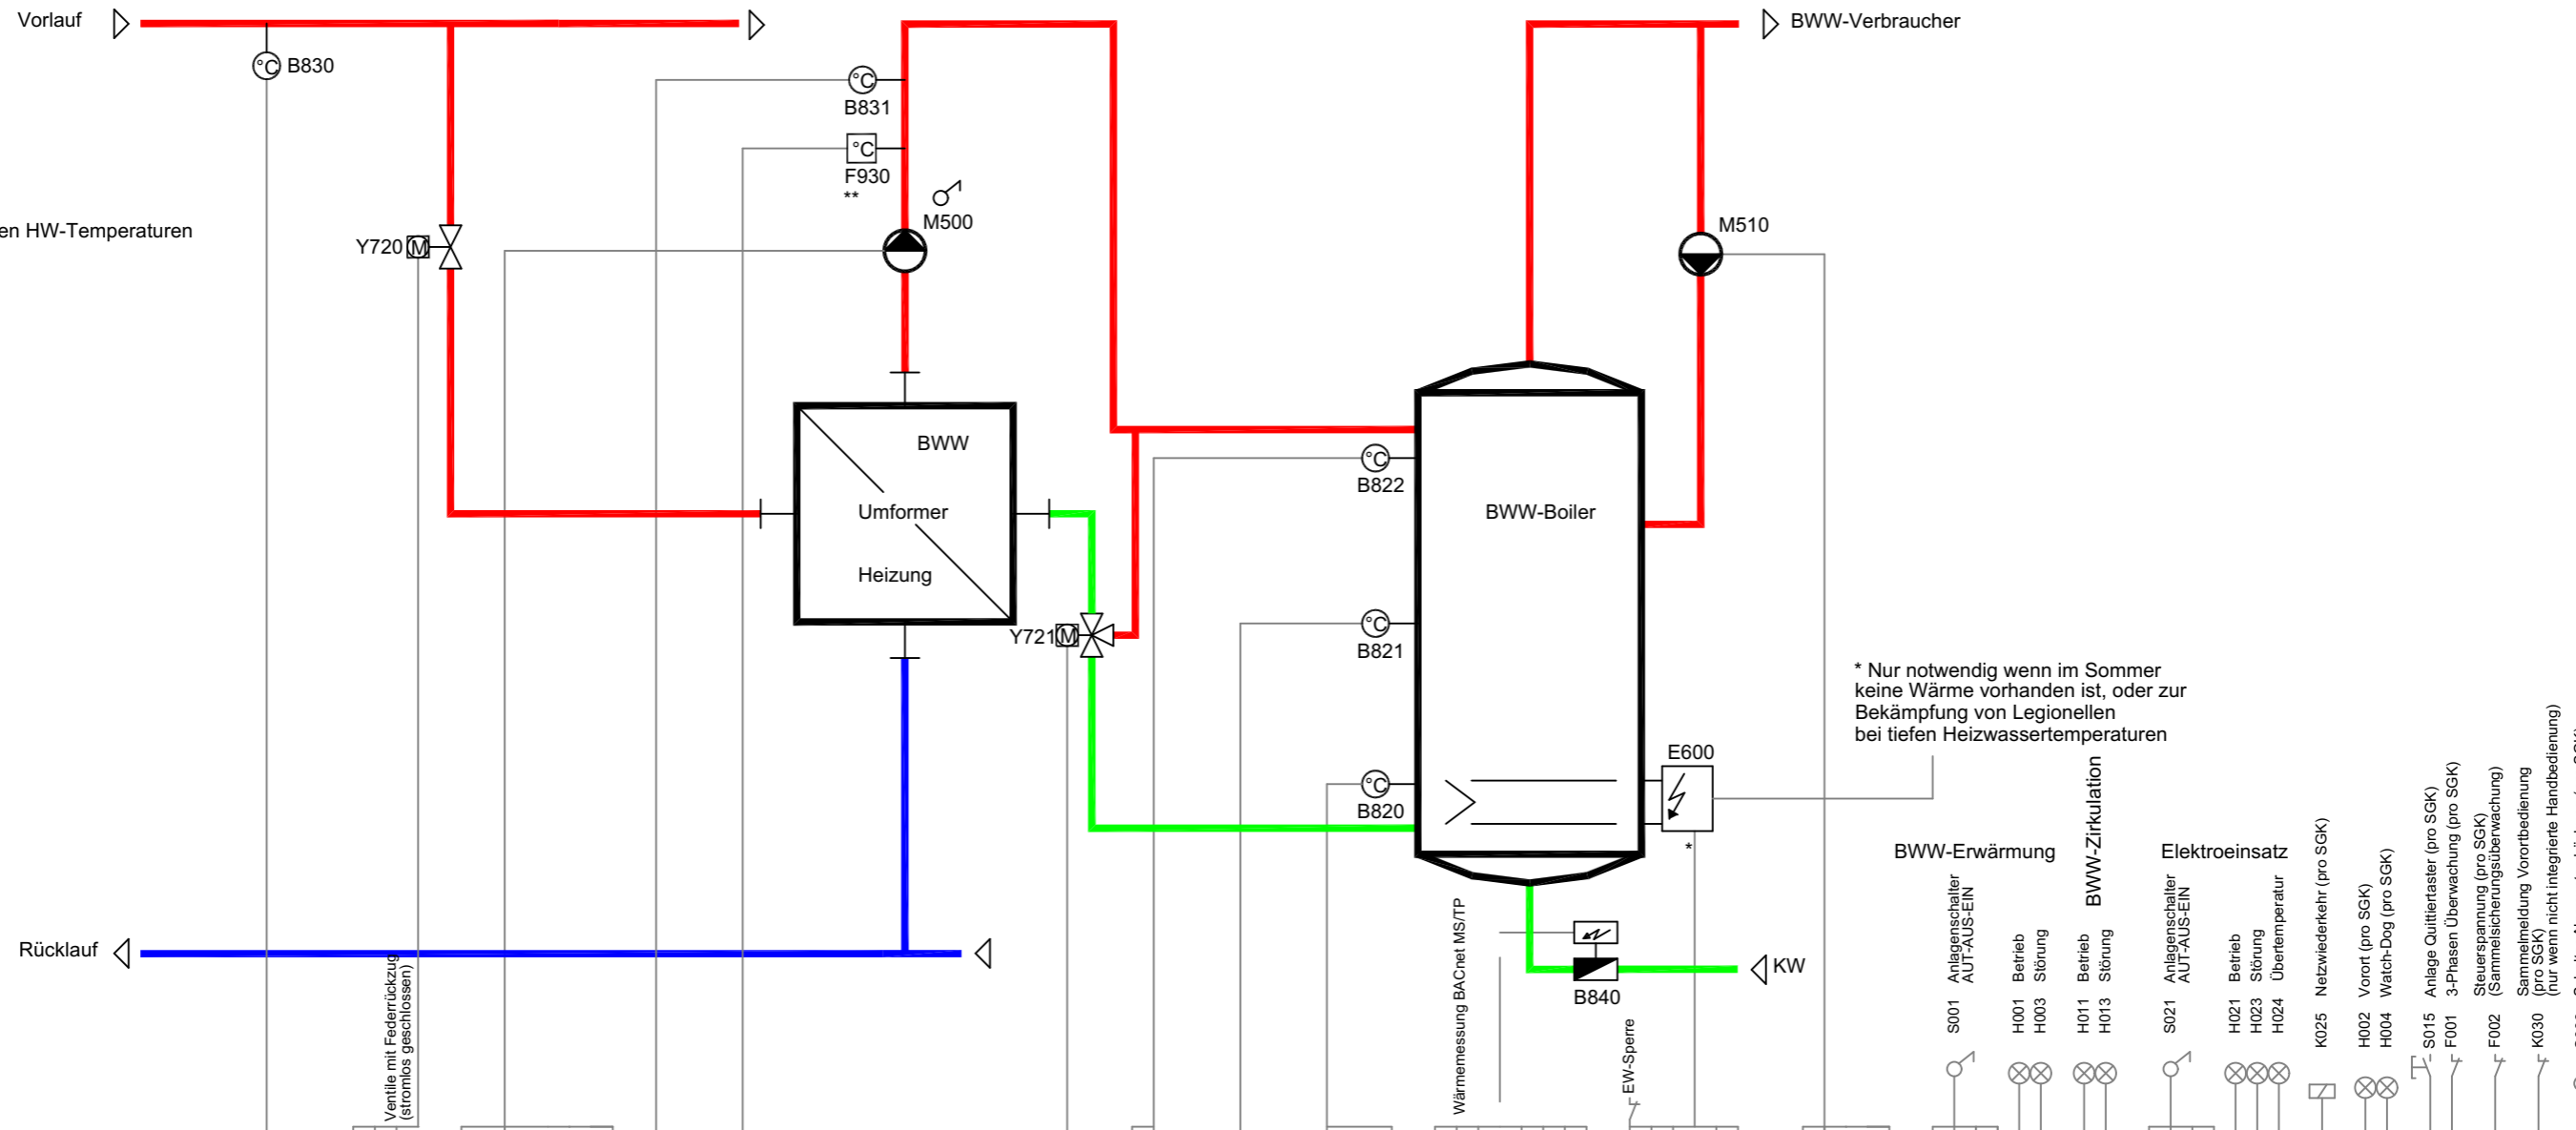 Vorlauf
BWW-Verbraucher
°C B830
°C
B831
°C
F930
**
M500
M510
en HW-Temperaturen
Y720 M
BWW
Umformer
Heizung
°C
B822
BWW-Boiler
Y721 M
°C
B821
* Nur notwendig wenn im Sommer
keine Wärme vorhanden ist, oder zur
Bekämpfung von Legionellen
bei tiefen Heizwassertemperaturen
E600
*
°C
B820
Rücklauf
KW
B840
Ventile mit Federrückzug
(stromlos geschlossen)
Wärmemessung BACnet MS/TP
EW-Sperre
BWW-Erwärmung
S001 Anlagenschalter
AUT-AUS-EIN
H001 Betrieb
H003 Störung
BWW-Zirkulation
H011 Betrieb
H013 Störung
Elektroeinsatz
S021 Anlagenschalter
AUT-AUS-EIN
H021 Betrieb
H023 Störung
H024 Übertemperatur
K025 Netzwiederkehr (pro SGK)
H002 Vorort (pro SGK)
H004 Watch-Dog (pro SGK)
S015 Anlage Quittiertaster (pro SGK)
F001 3-Phasen Überwachung (pro SGK)
F002 Steuerspannung (pro SGK)
(Sammelsicherungsüberwachung)
K030 Sammelmeldung Vorortbedienung
(pro SGK)
(nur wenn nicht integrierte Handbedienung)